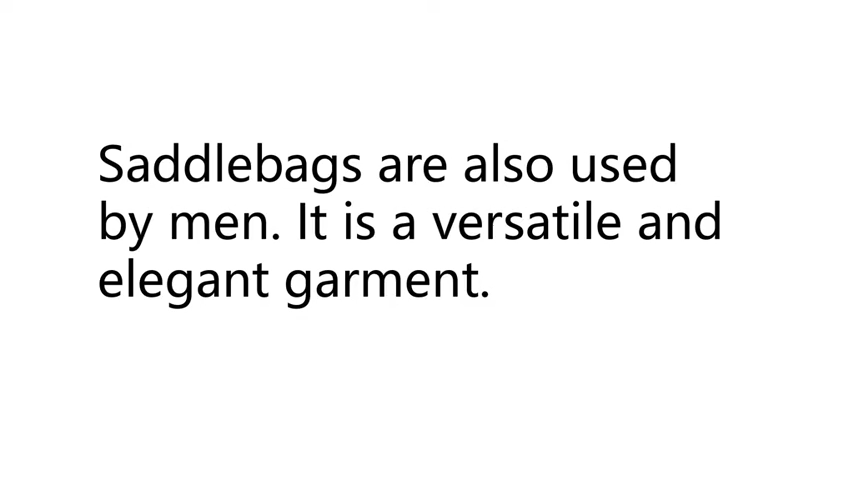 Saddlebags are also used
by men. It is a versatile and
elegant garment.